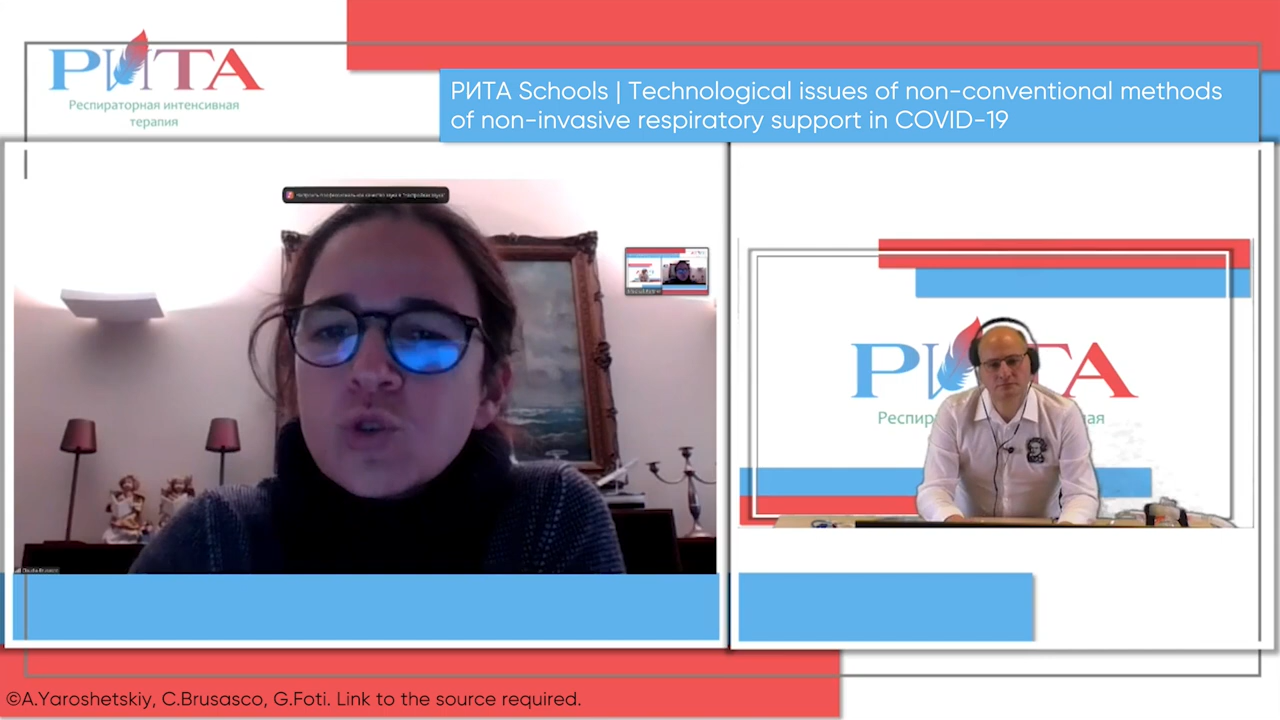 РИТА
Респираторная интенсивная
терапия
РИТА Schools | Technological issues of non-conventional methods
of non-invasive respiratory support in COVID-19
РИТА
©A.Yaroshetskiy, C.Brusasco, G.Foti. Link to the source required.